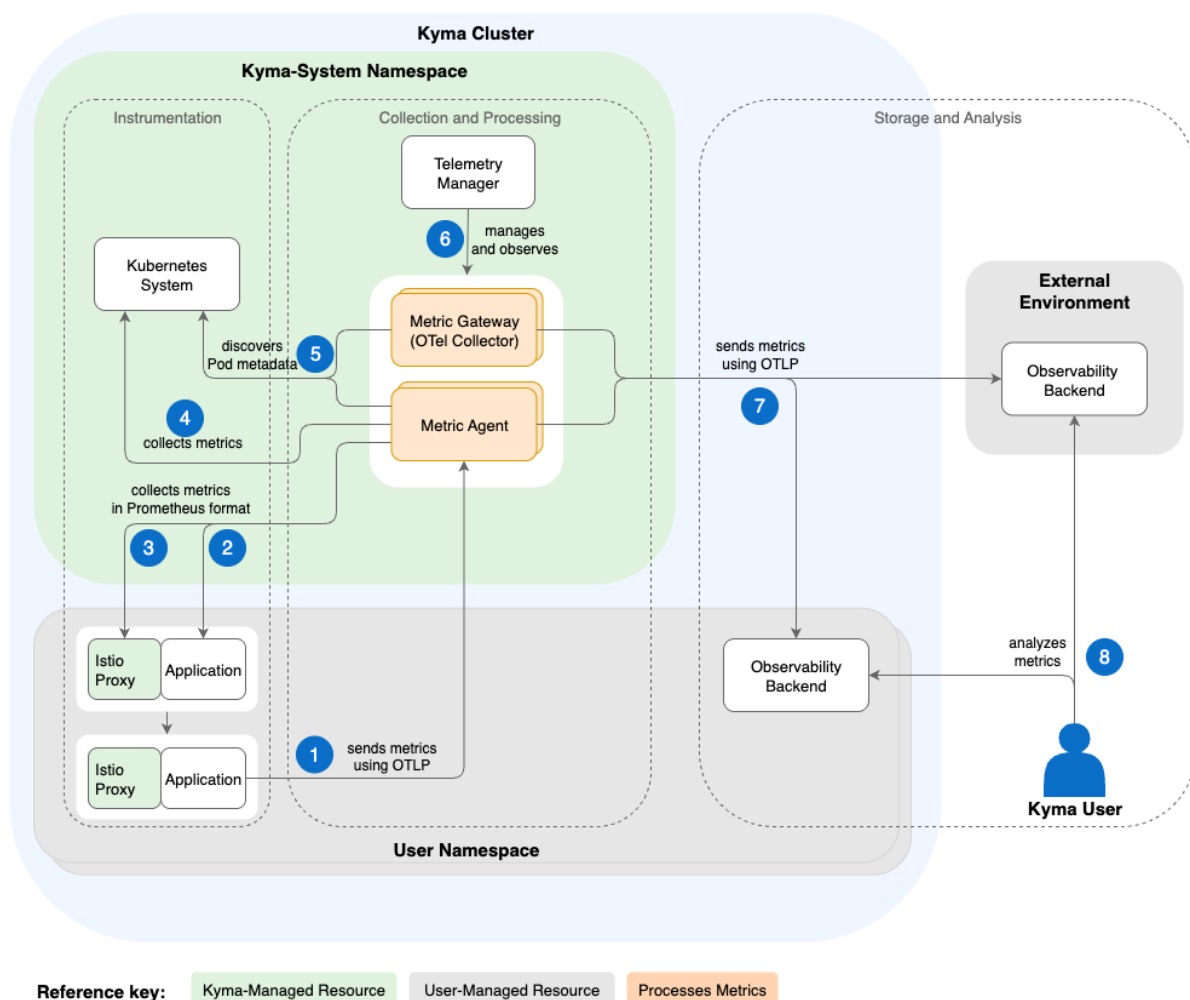 Kyma Cluster
Kyma-System Namespace
Instrumentation
Collection and Processing
Storage and Analysis
Telemetry
Manager
6
manages
and observes
Kubernetes
System
External
Environment
Metric Gateway
(OTel Collector)
discovers
Pod metadata
5
sends metrics
using OTLP
7
Observability
Backend
4
collects metrics
Metric Agent
collects metrics
in Prometheus format
3
2
Istio
Proxy
Application
Observability
Backend
analyzes
metrics
8
Istio
Proxy
Application
1
sends metrics
using OTLP
Kyma User
User Namespace
Reference key:
Kyma-Managed Resource
User-Managed Resource
Processes Metrics